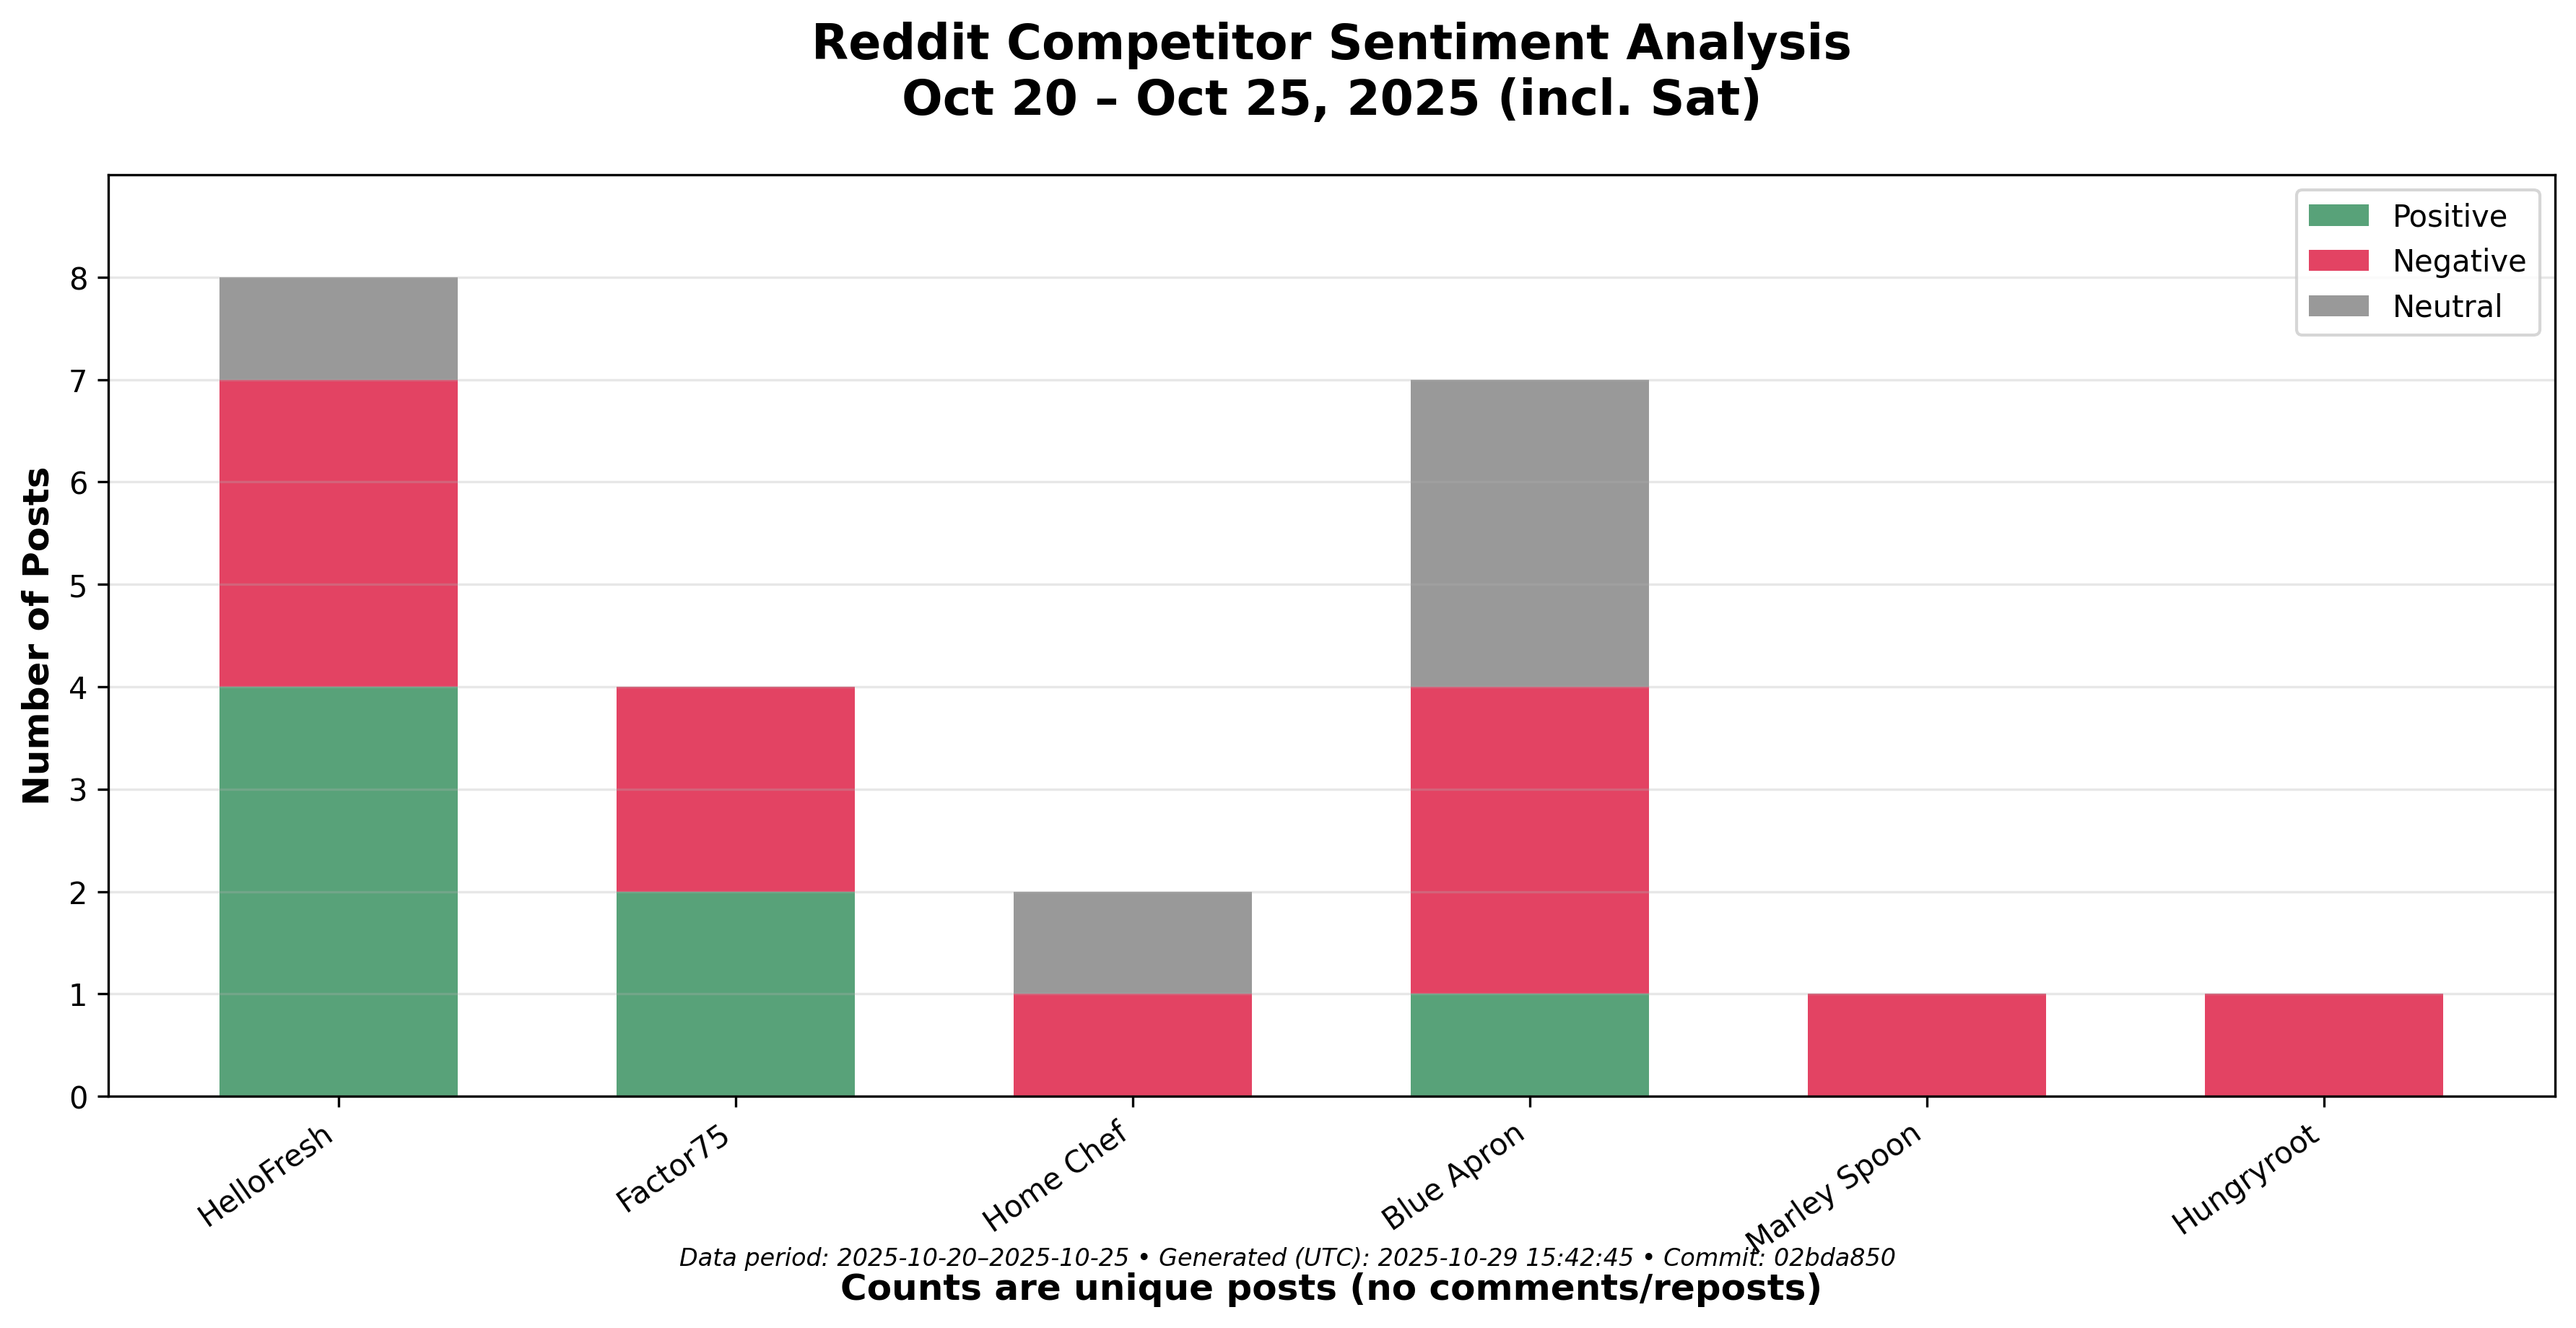 Reddit Competitor Sentiment Analysis
Oct 20 – Oct 25, 2025 (incl. Sat)
Positive
Negative
Neutral
Number of Posts
8
7
6
5
4
3
2
1
0
HelloFresh
Factor75
Home Chef
Blue Apron
Marley Spoon
Hungryroot
Data period: 2025-10-20–2025-10-25 • Generated (UTC): 2025-10-29 15:42:45 • Commit: 02bda850
Counts are unique posts (no comments/reposts)